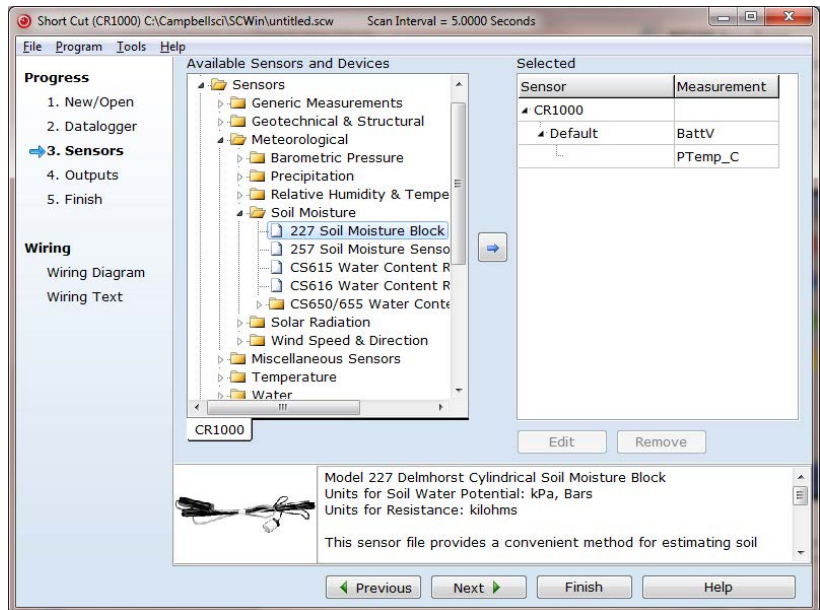 Short Cut (CR1000) C:\Campbellsci\SCWin\untitled.scw Scan Interval = 5.0000 Seconds
File Program Tools Help
Progress
1. New/Open
2. Datalogger
3. Sensors
4. Outputs
5. Finish
Wiring
Wiring Diagram
Wiring Text
Available Sensors and Devices
Sensors
Generic Measurements
Geotechnical & Structural
Meteorological
Barometric Pressure
Precipitation
Relative Humidity & Tempe
Soil Moisture
227 Soil Moisture Block
257 Soil Moisture Senso
CS615 Water Content R
CS616 Water Content R
CS650/655 Water Conte
Solar Radiation
Wind Speed & Direction
Miscellaneous Sensors
Temperature
Water
CR1000
Selected
Sensor Measurement
CR1000
Default BattV
PTemp_C
Edit Remove
Model 227 Delmhorst Cylindrical Soil Moisture Block
Units for Soil Water Potential: kPa, Bars
Units for Resistance: kilohms
This sensor file provides a convenient method for estimating soil
Previous Next Finish Help